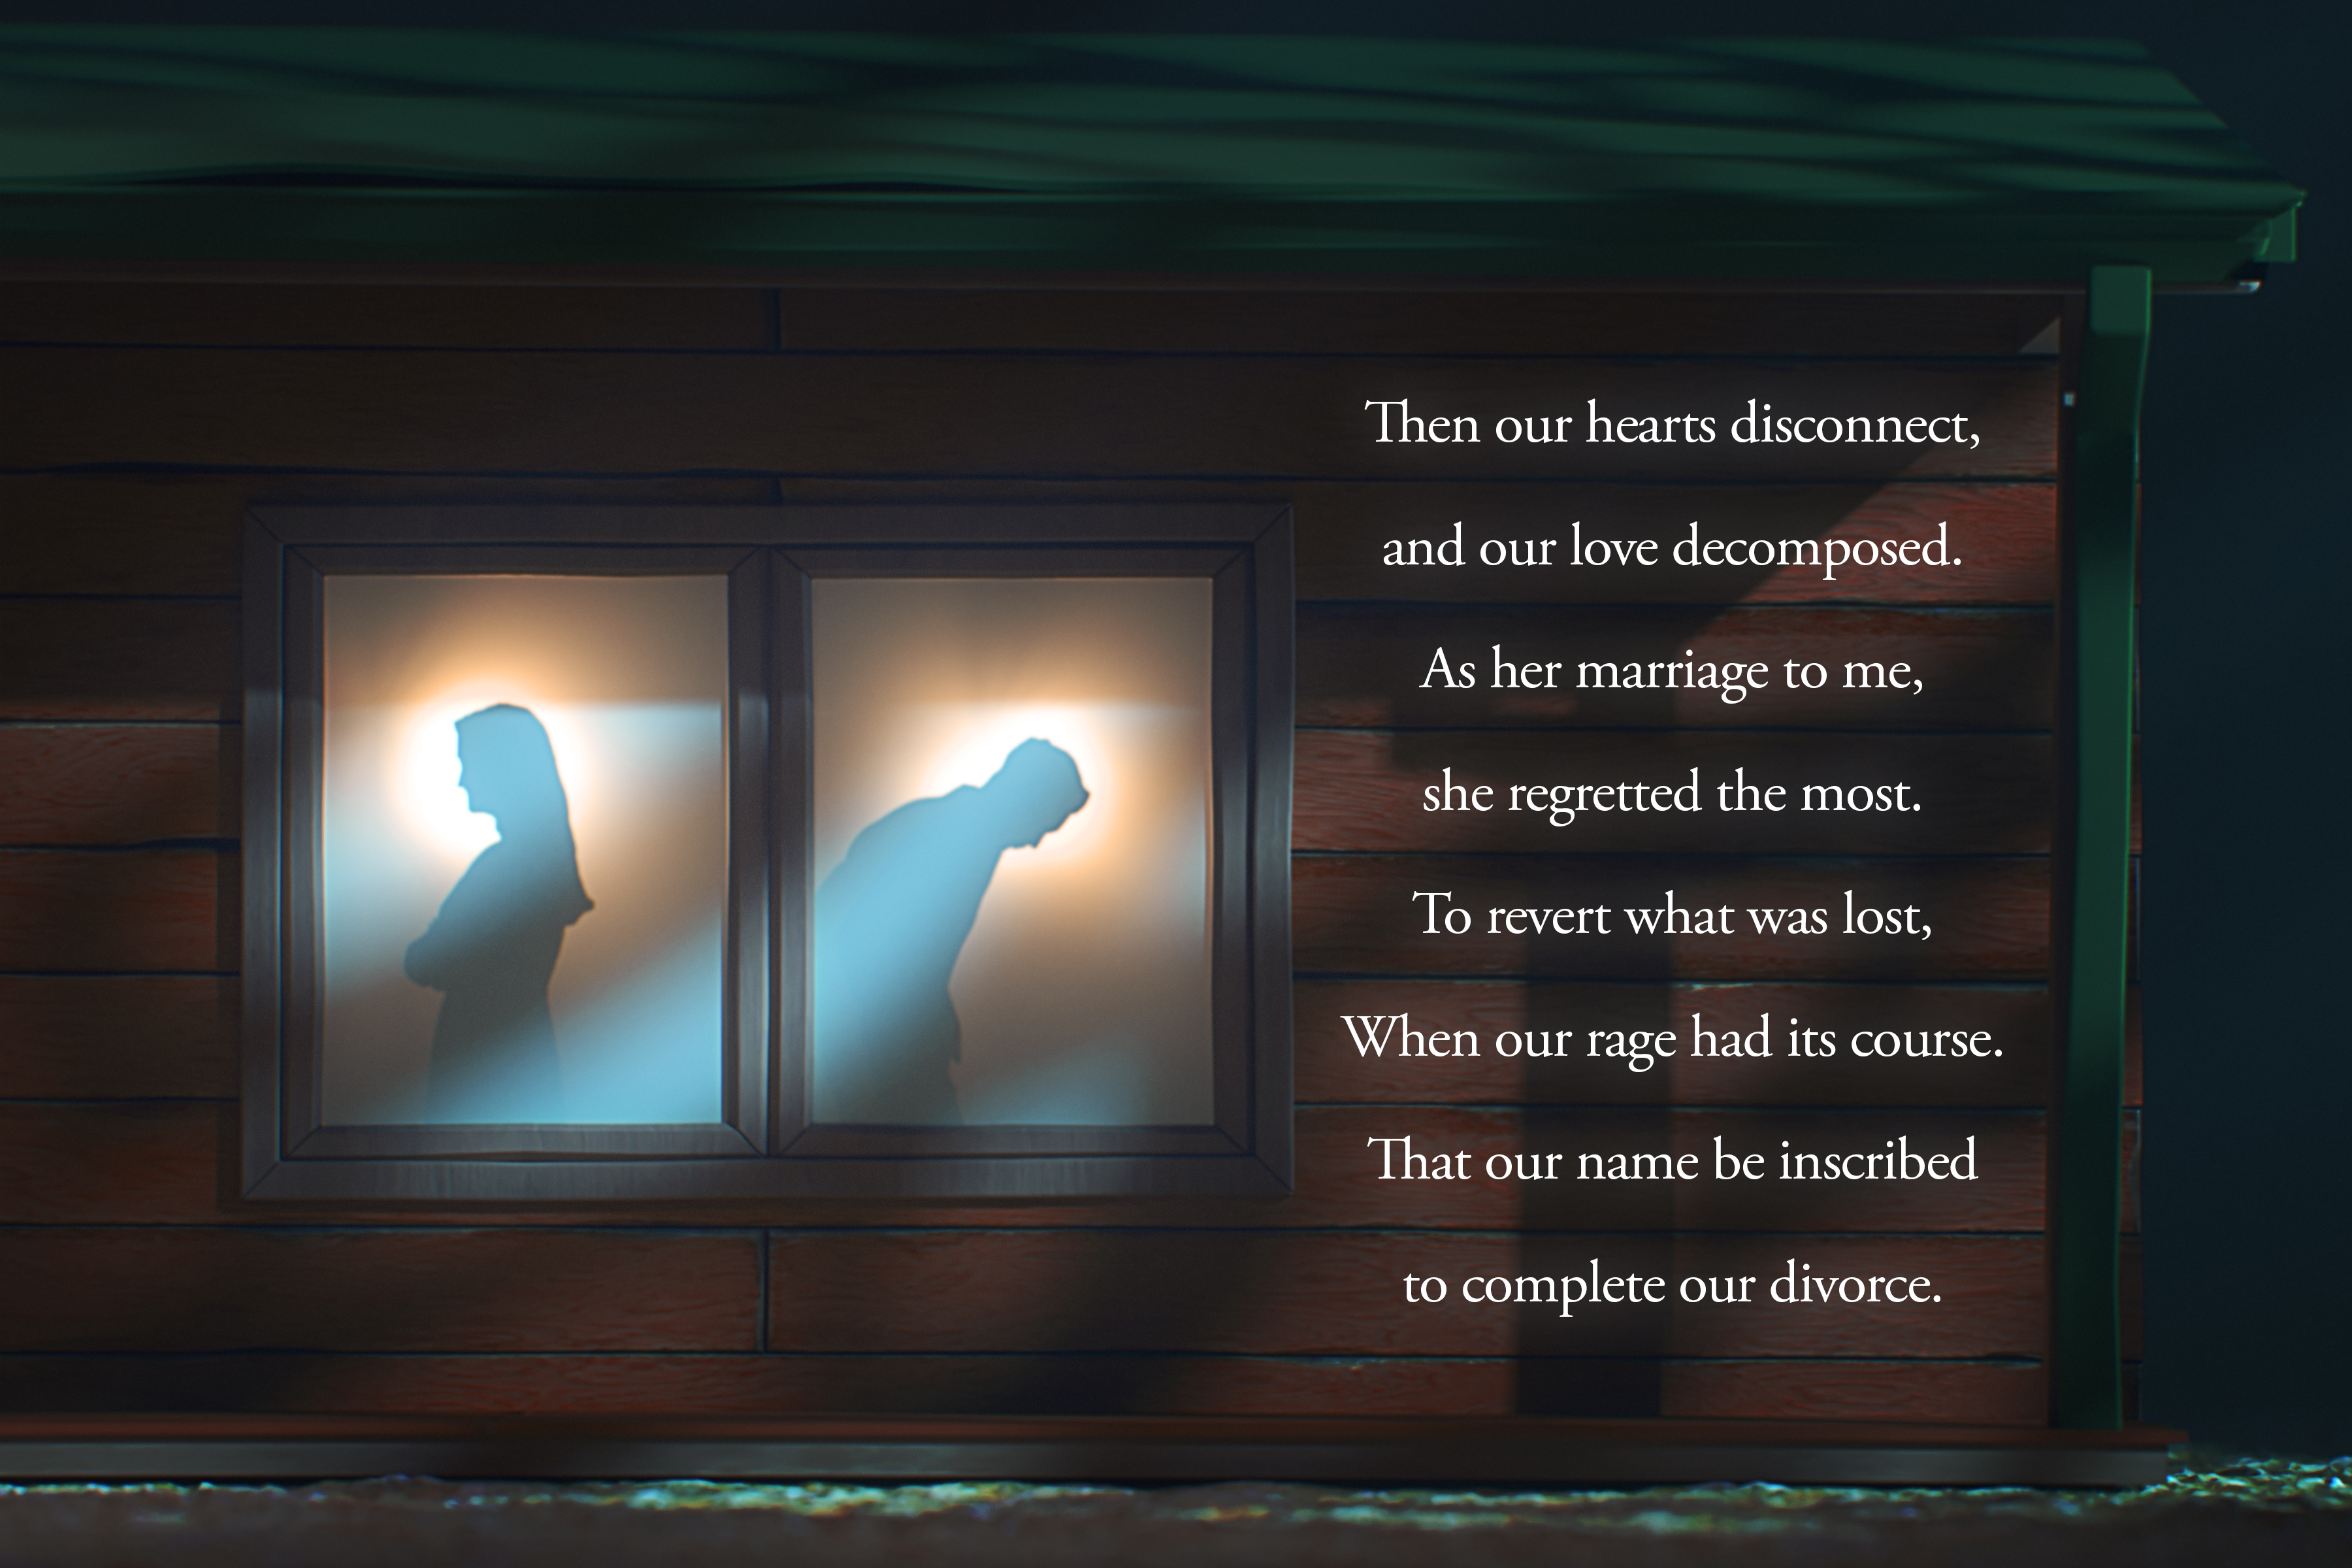 Then our hearts disconnect,
and our love decomposed.
As her marriage to me,
she regretted the most.
To revert what was lost,
When our rage had its course.
That our name be inscribed
to complete our divorce.